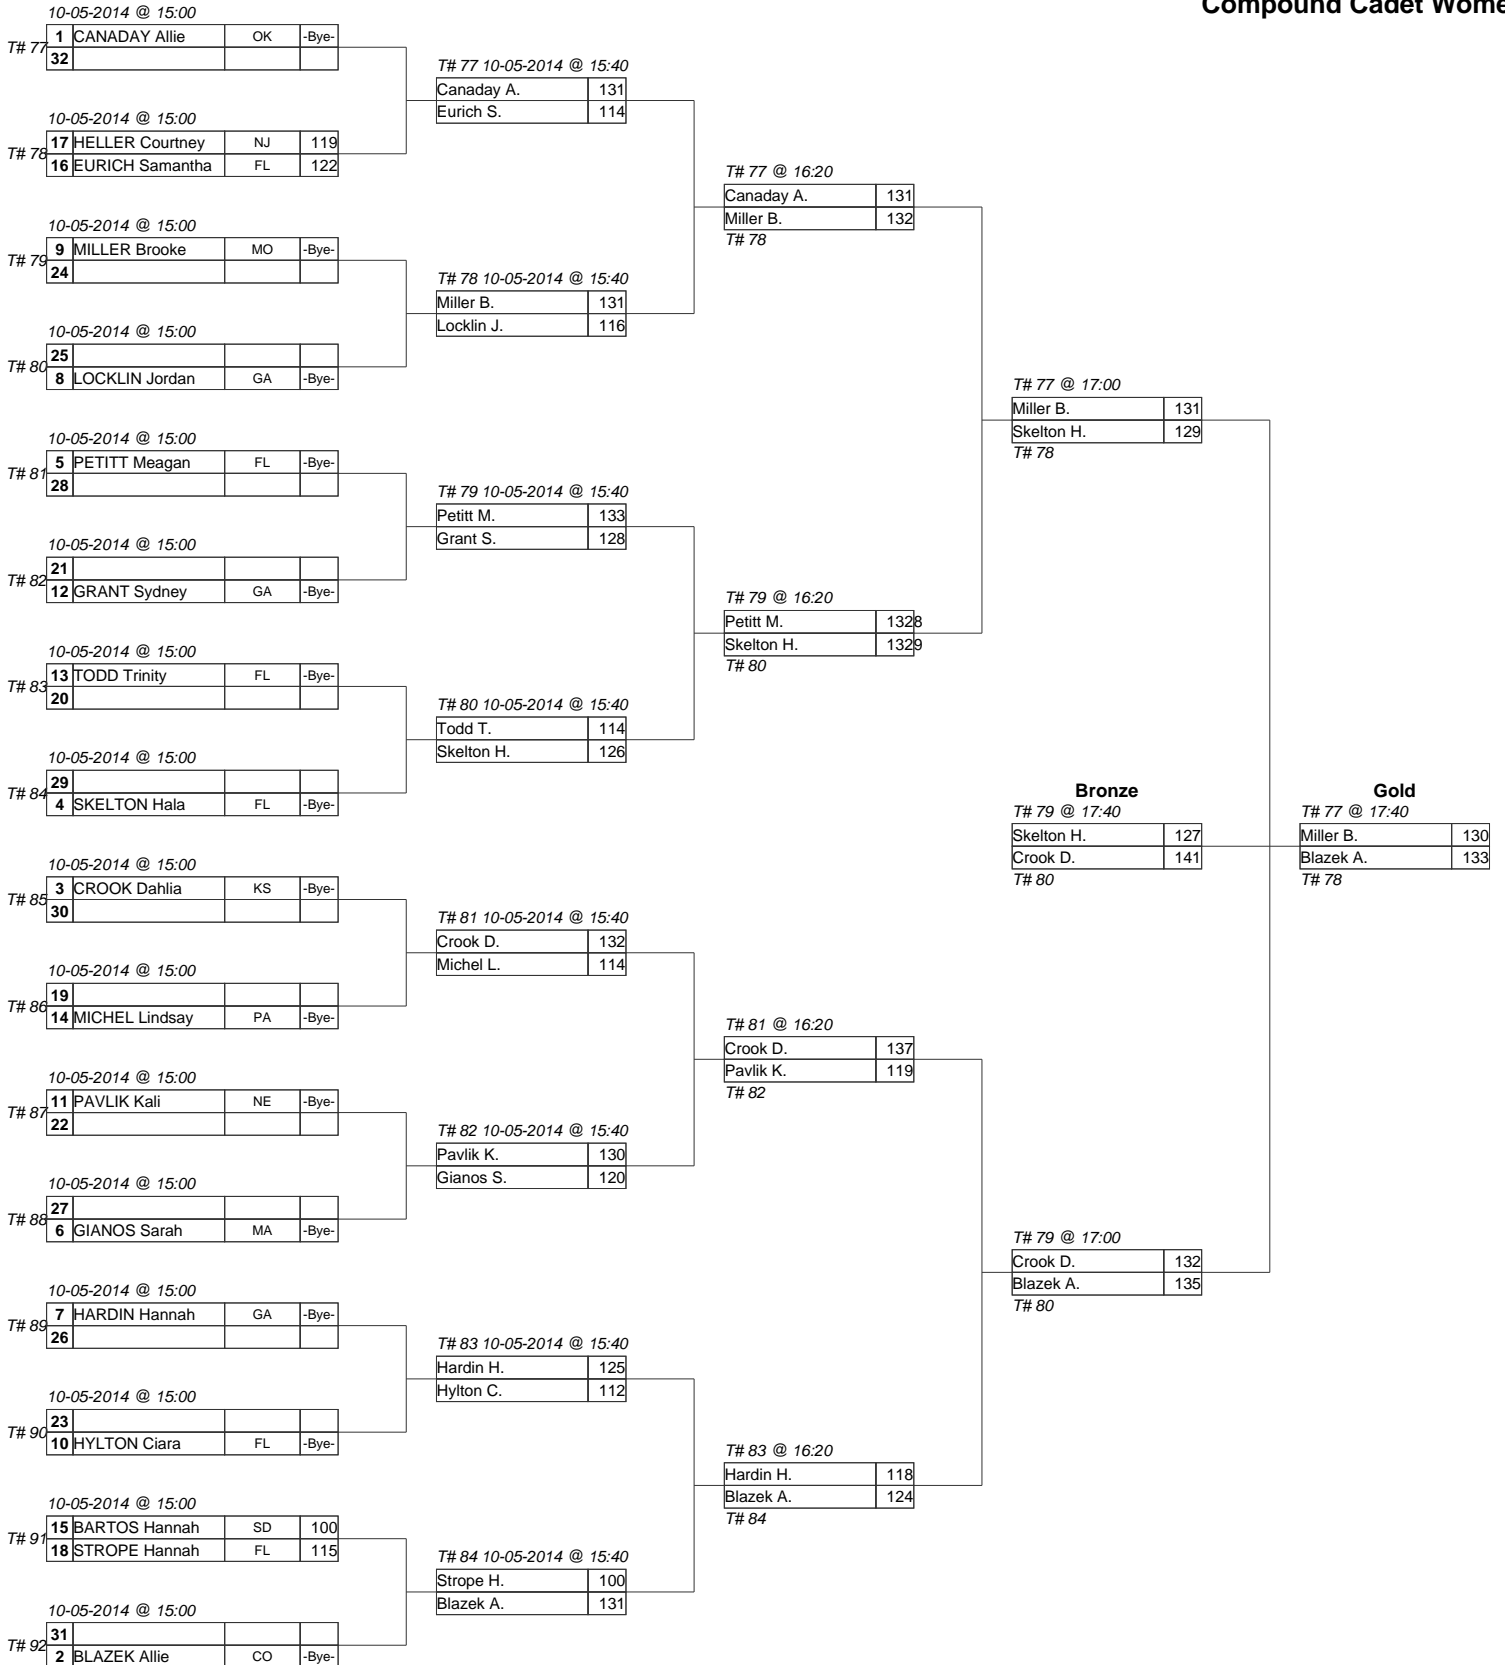 Compound Cadet Wome
10-05-2014 @ 15:00
T# 77 1 CANADAY Allie OK -Bye-
32
10-05-2014 @ 15:00
T# 78 17 HELLER Courtney NJ 119
16 EURICH Samantha FL 122
10-05-2014 @ 15:00
T# 79 9 MILLER Brooke MO -Bye-
24
10-05-2014 @ 15:00
T# 80 25
8 LOCKLIN Jordan GA -Bye-
10-05-2014 @ 15:00
T# 81 5 PETITT Meagan FL -Bye-
28
10-05-2014 @ 15:00
T# 82 21
12 GRANT Sydney GA -Bye-
10-05-2014 @ 15:00
T# 83 13 TODD Trinity FL -Bye-
20
10-05-2014 @ 15:00
T# 84 29
4 SKELTON Hala FL -Bye-
10-05-2014 @ 15:00
T# 85 3 CROOK Dahlia KS -Bye-
30
10-05-2014 @ 15:00
T# 86 19
14 MICHEL Lindsay PA -Bye-
10-05-2014 @ 15:00
T# 87 11 PAVLIK Kali NE -Bye-
22
10-05-2014 @ 15:00
T# 88 27
6 GIANOS Sarah MA -Bye-
10-05-2014 @ 15:00
T# 89 7 HARDIN Hannah GA -Bye-
26
10-05-2014 @ 15:00
T# 90 23
10 HYLTON Ciara FL -Bye-
10-05-2014 @ 15:00
T# 91 15 BARTOS Hannah SD 100
18 STROPE Hannah FL 115
10-05-2014 @ 15:00
T# 92 31
2 BLAZEK Allie CO -Bye-
T# 77 10-05-2014 @ 15:40
Canaday A. 131
Eurich S. 114
T# 78 10-05-2014 @ 15:40
Miller B. 131
Locklin J. 116
T# 79 10-05-2014 @ 15:40
Petitt M. 133
Grant S. 128
T# 80 10-05-2014 @ 15:40
Todd T. 114
Skelton H. 126
T# 81 10-05-2014 @ 15:40
Crook D. 132
Michel L. 114
T# 82 10-05-2014 @ 15:40
Pavlik K. 130
Gianos S. 120
T# 83 10-05-2014 @ 15:40
Hardin H. 125
Hylton C. 112
T# 84 10-05-2014 @ 15:40
Strope H. 100
Blazek A. 131
T# 77 @ 16:20
Canaday A. 131
Miller B. 132
T# 78
T# 79 @ 16:20
Petitt M. 1328
Skelton H. 1329
T# 80
T# 81 @ 16:20
Crook D. 137
Pavlik K. 119
T# 82
T# 83 @ 16:20
Hardin H. 118
Blazek A. 124
T# 84
T# 77 @ 17:00
Miller B. 131
Skelton H. 129
T# 78
Bronze
T# 79 @ 17:40
Skelton H. 127
Crook D. 141
T# 80
T# 79 @ 17:00
Crook D. 132
Blazek A. 135
T# 80
Gold
T# 77 @ 17:40
Miller B. 130
Blazek A. 133
T# 78